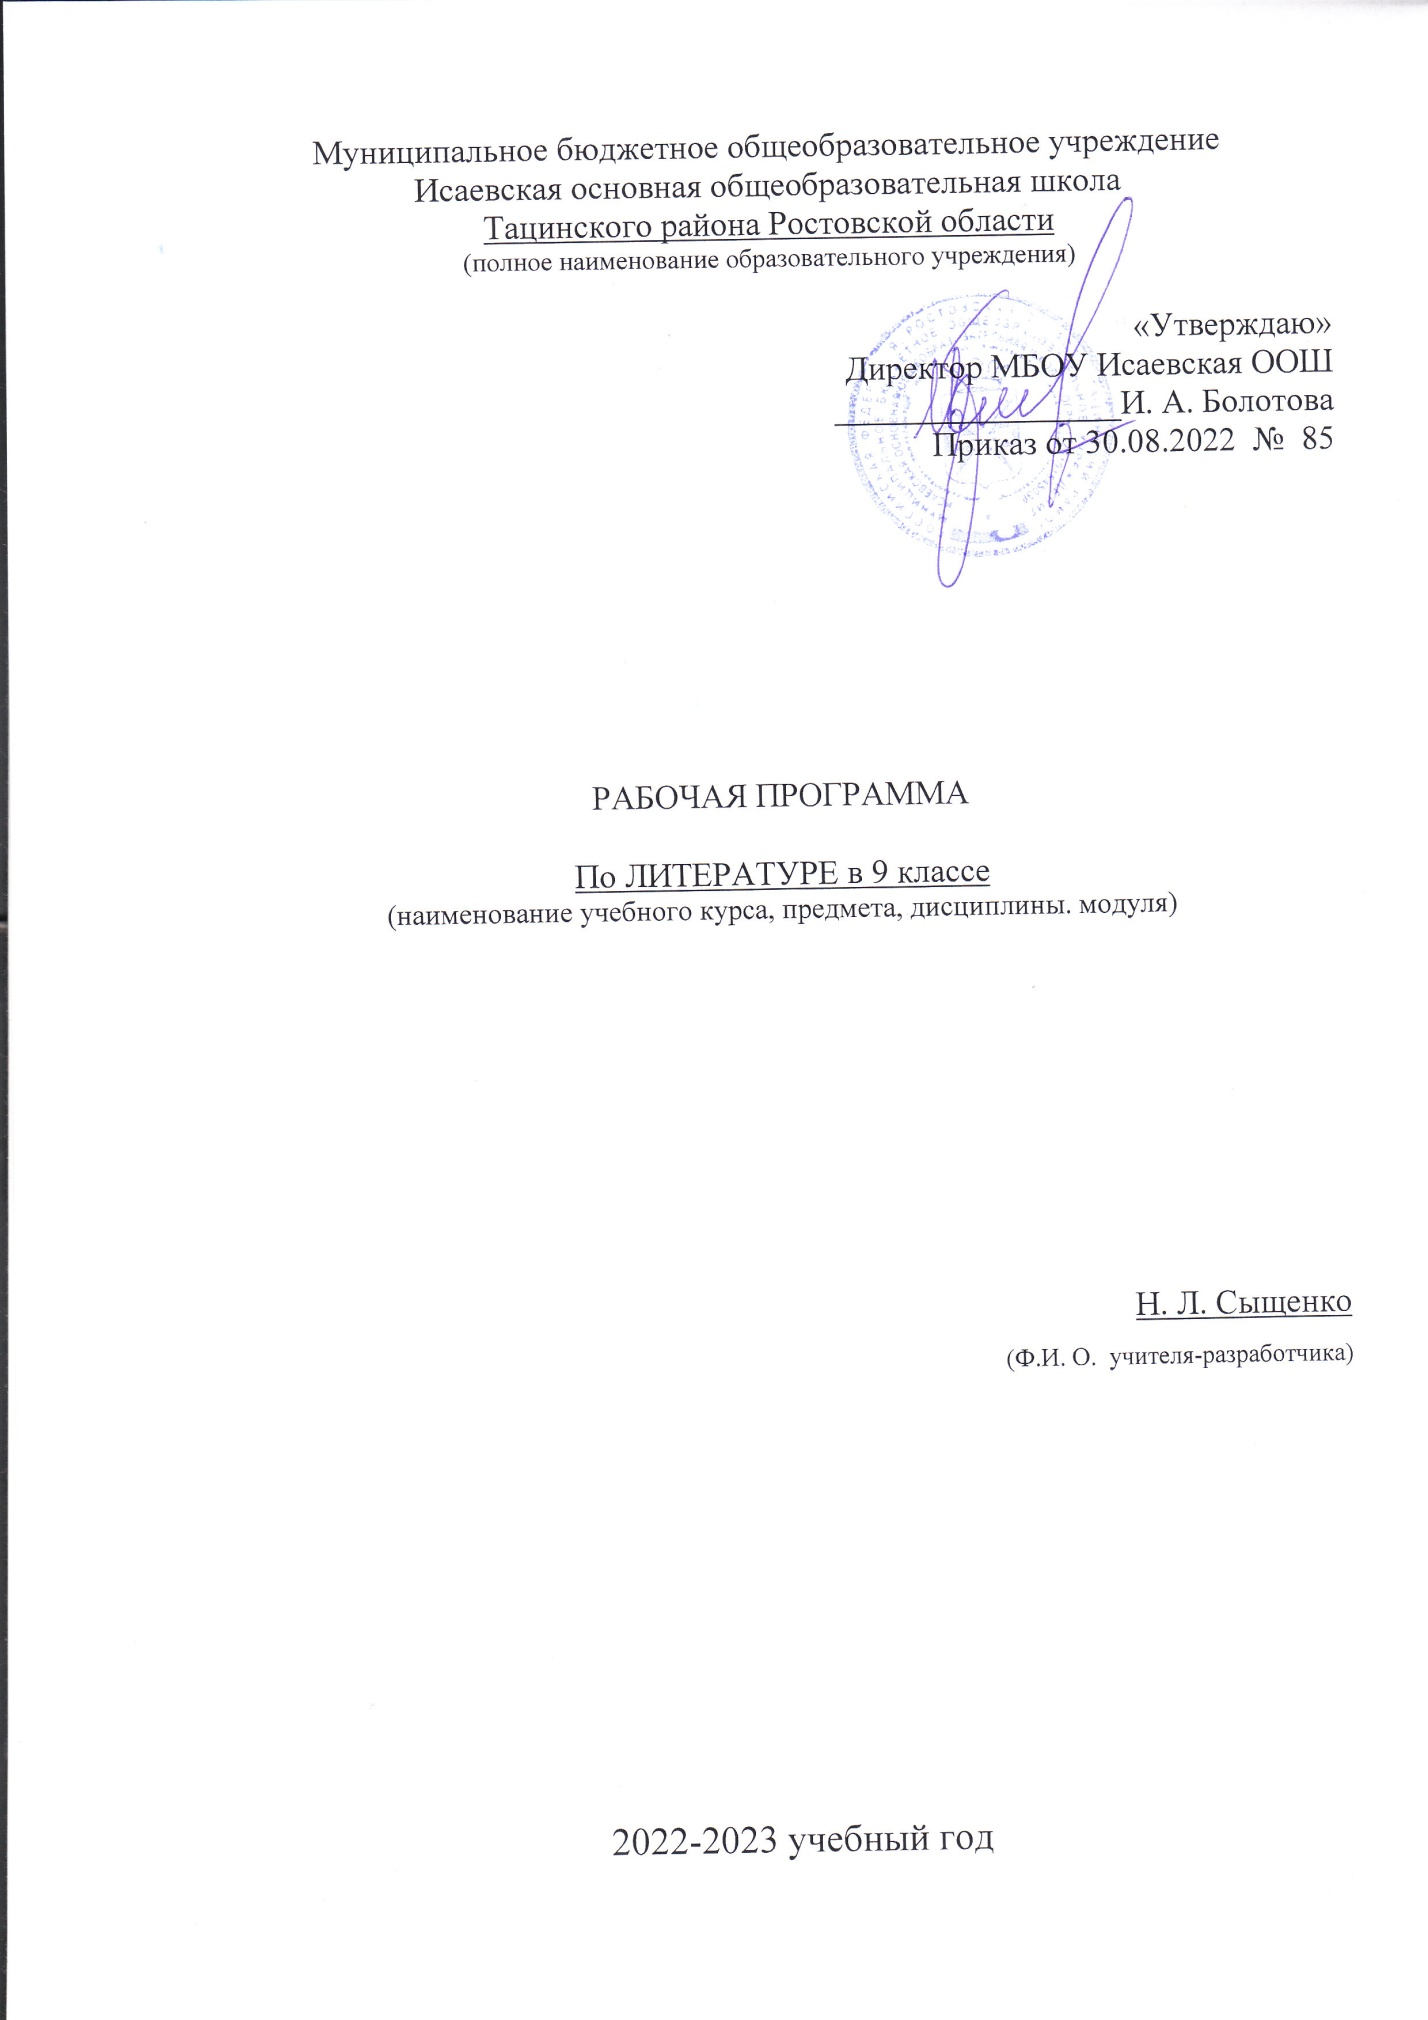 Муниципальное бюджетное общеобразовательное учреждение
Исаевская основная общеобразовательная школа
Тацинского района Ростовской области
(полное наименование образовательного учреждения)
«Утверждаю»
Директор МБОУ Исаевская ООШ
И. А. Болотова
Приказ от 30.08.2022 № 85
РАБОЧАЯ ПРОГРАММА
По ЛИТЕРАТУРЕ в 9 классе
(наименование учебного курса, предмета, дисциплины. модуля)
Н. Л. Сыщенко
(Ф.И. О. учителя-разработчика)
2022-2023 учебный год